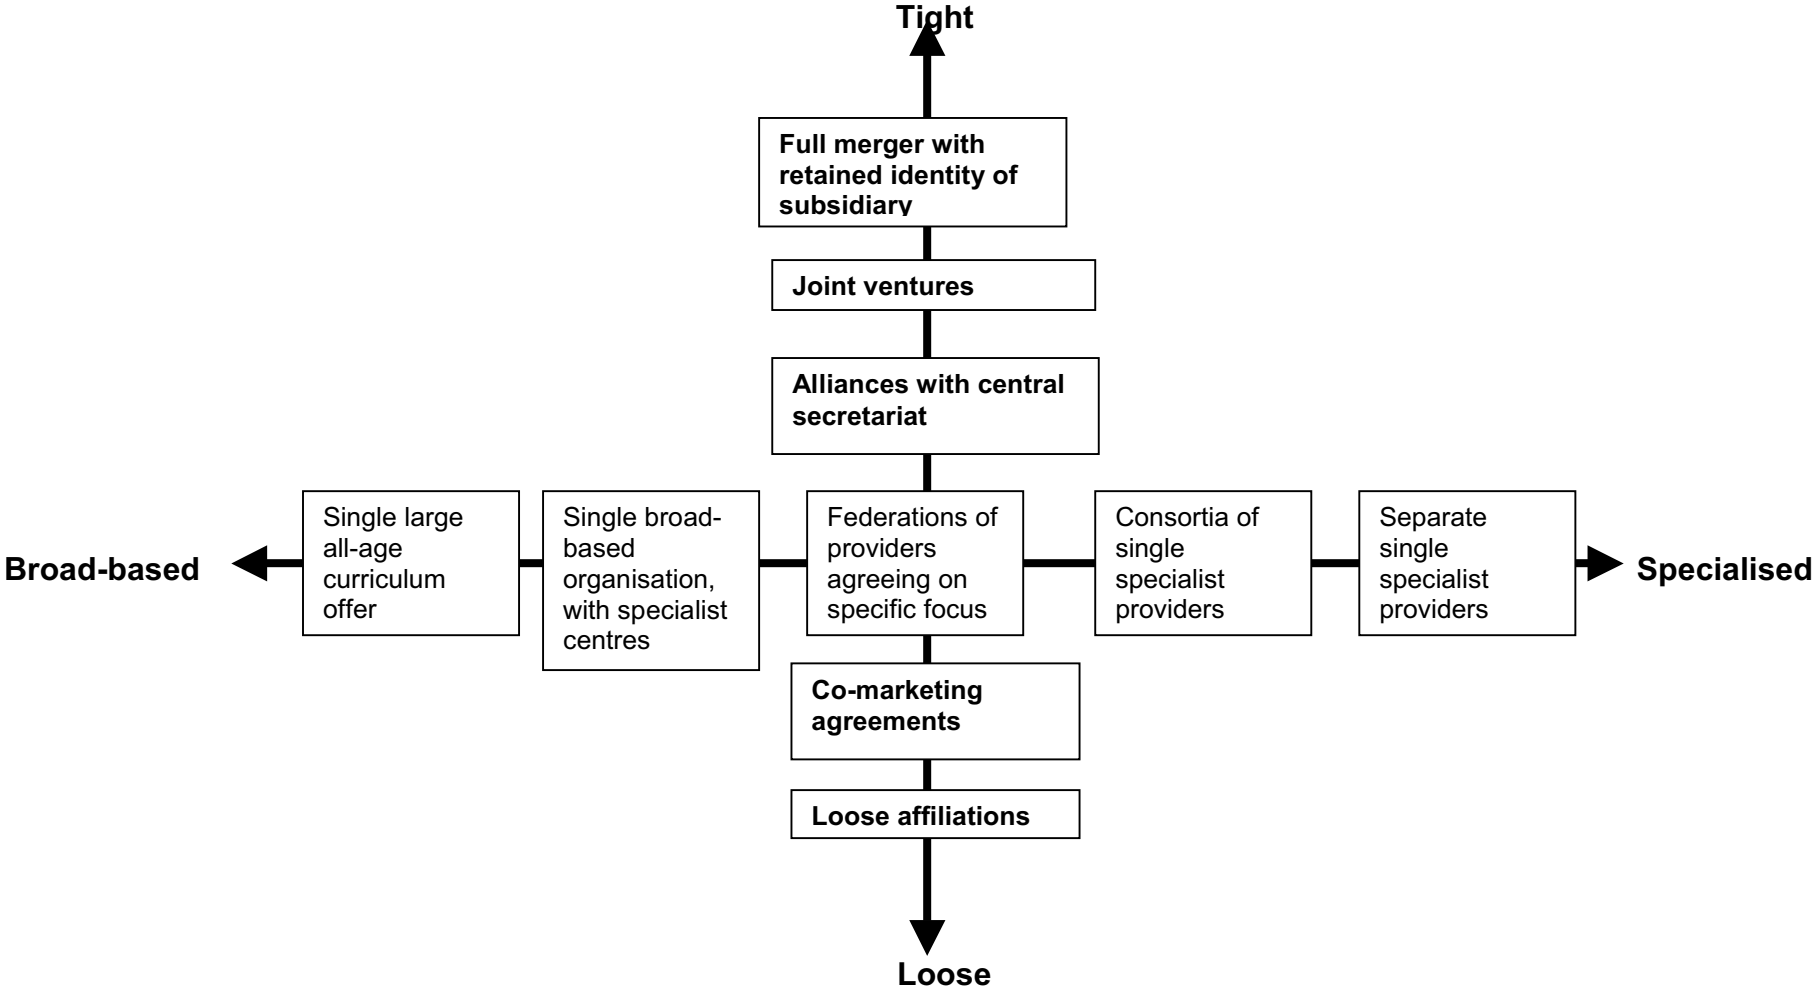 Tight
Full merger with
retained identity of
subsidiary
Joint ventures
Alliances with central
secretariat
Broad-based
Single large
all-age
curriculum
offer
Single broad-
based
organisation,
with specialist
centres
Federations of
providers
agreeing on
specific focus
Consortia of
single
specialist
providers
Separate
single
specialist
providers
Specialised
Co-marketing
agreements
Loose affiliations
Loose